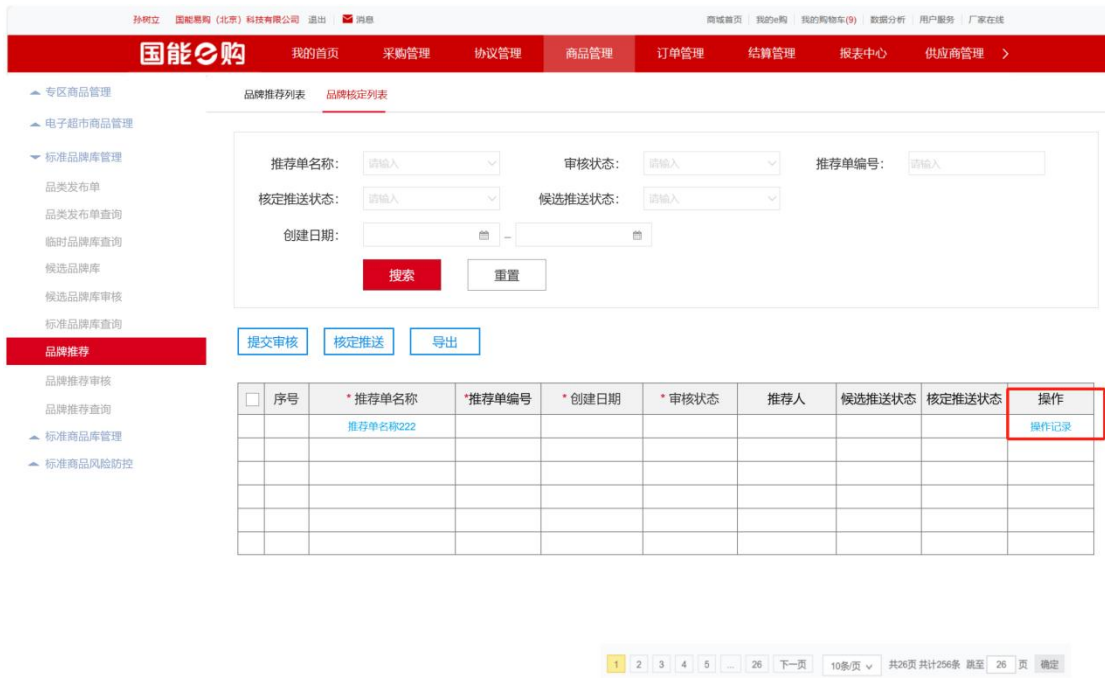 孙树立 国能易购（北京）科技有限公司 退出 消息 商城首页 我的e购 我的购物车(9) 数据分析 用户服务 厂家在线
国能e购 我的首页 采购管理 协议管理 商品管理 订单管理 结算管理 报表中心 供应商管理 >
专区商品管理
电子超市商品管理
标准品牌库管理
品类发布单
品类发布单查询
临时品牌库查询
候选品牌库
候选品牌库审核
标准品牌库查询
品牌推荐
品牌推荐审核
品牌推荐查询
标准商品库管理
标准商品风险防控
品牌推荐列表 品牌核定列表
推荐单名称： 请输入 审核状态： 请输入 推荐单编号： 请输入
核定推送状态： 请输入 候选推送状态： 请输入
创建日期： –
搜索 重置
提交审核 核定推送 导出
序号 *推荐单名称 *推荐单编号 *创建日期 *审核状态 推荐人 候选推送状态 核定推送状态 操作
推荐单名称222 操作记录
1 2 3 4 5 ... 26 下一页 10条/页 共26页 共计256条 跳至 26 页 确定